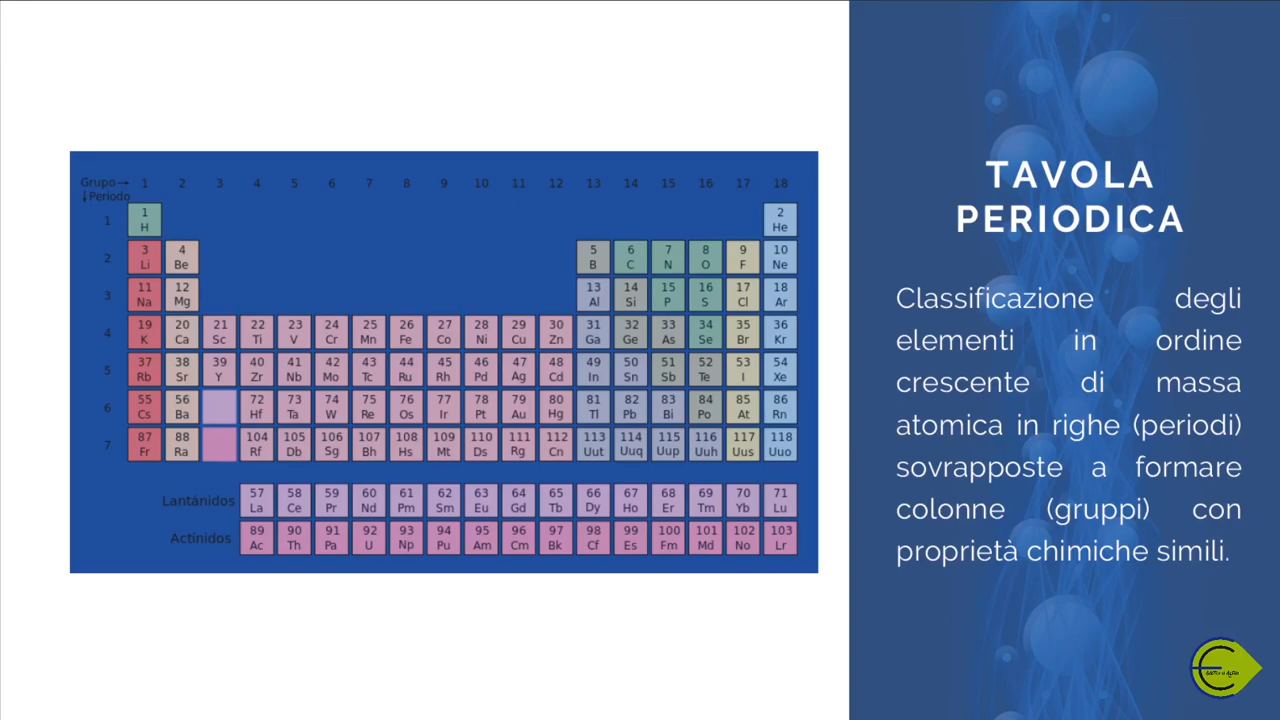 Grupo→ 1 2 3 4 5 6 7 8 9 10 11 12 13 14 15 16 17 18
↓Periodo
1 1 H 2 He
2 3 Li 4 Be 5 B 6 C 7 N 8 O 9 F 10 Ne
3 11 Na 12 Mg 13 Al 14 Si 15 P 16 S 17 Cl 18 Ar
4 19 K 20 Ca 21 Sc 22 Ti 23 V 24 Cr 25 Mn 26 Fe 27 Co 28 Ni 29 Cu 30 Zn 31 Ga 32 Ge 33 As 34 Se 35 Br 36 Kr
5 37 Rb 38 Sr 39 Y 40 Zr 41 Nb 42 Mo 43 Tc 44 Ru 45 Rh 46 Pd 47 Ag 48 Cd 49 In 50 Sn 51 Sb 52 Te 53 I 54 Xe
6 55 Cs 56 Ba 72 Hf 73 Ta 74 W 75 Re 76 Os 77 Ir 78 Pt 79 Au 80 Hg 81 Tl 82 Pb 83 Bi 84 Po 85 At 86 Rn
7 87 Fr 88 Ra 104 Rf 105 Db 106 Sg 107 Bh 108 Hs 109 Mt 110 Ds 111 Rg 112 Cn 113 Uut 114 Uuq 115 Uup 116 Uuh 117 Uus 118 Uuo
Lantánidos 57 La 58 Ce 59 Pr 60 Nd 61 Pm 62 Sm 63 Eu 64 Gd 65 Tb 66 Dy 67 Ho 68 Er 69 Tm 70 Yb 71 Lu
Actínidos 89 Ac 90 Th 91 Pa 92 U 93 Np 94 Pu 95 Am 96 Cm 97 Bk 98 Cf 99 Es 100 Fm 101 Md 102 No 103 Lr
TAVOLA
PERIODICA
Classificazione degli
elementi in ordine
crescente di massa
atomica in righe (periodi)
sovrapposte a formare
colonne (gruppi) con
proprietà chimiche simili.